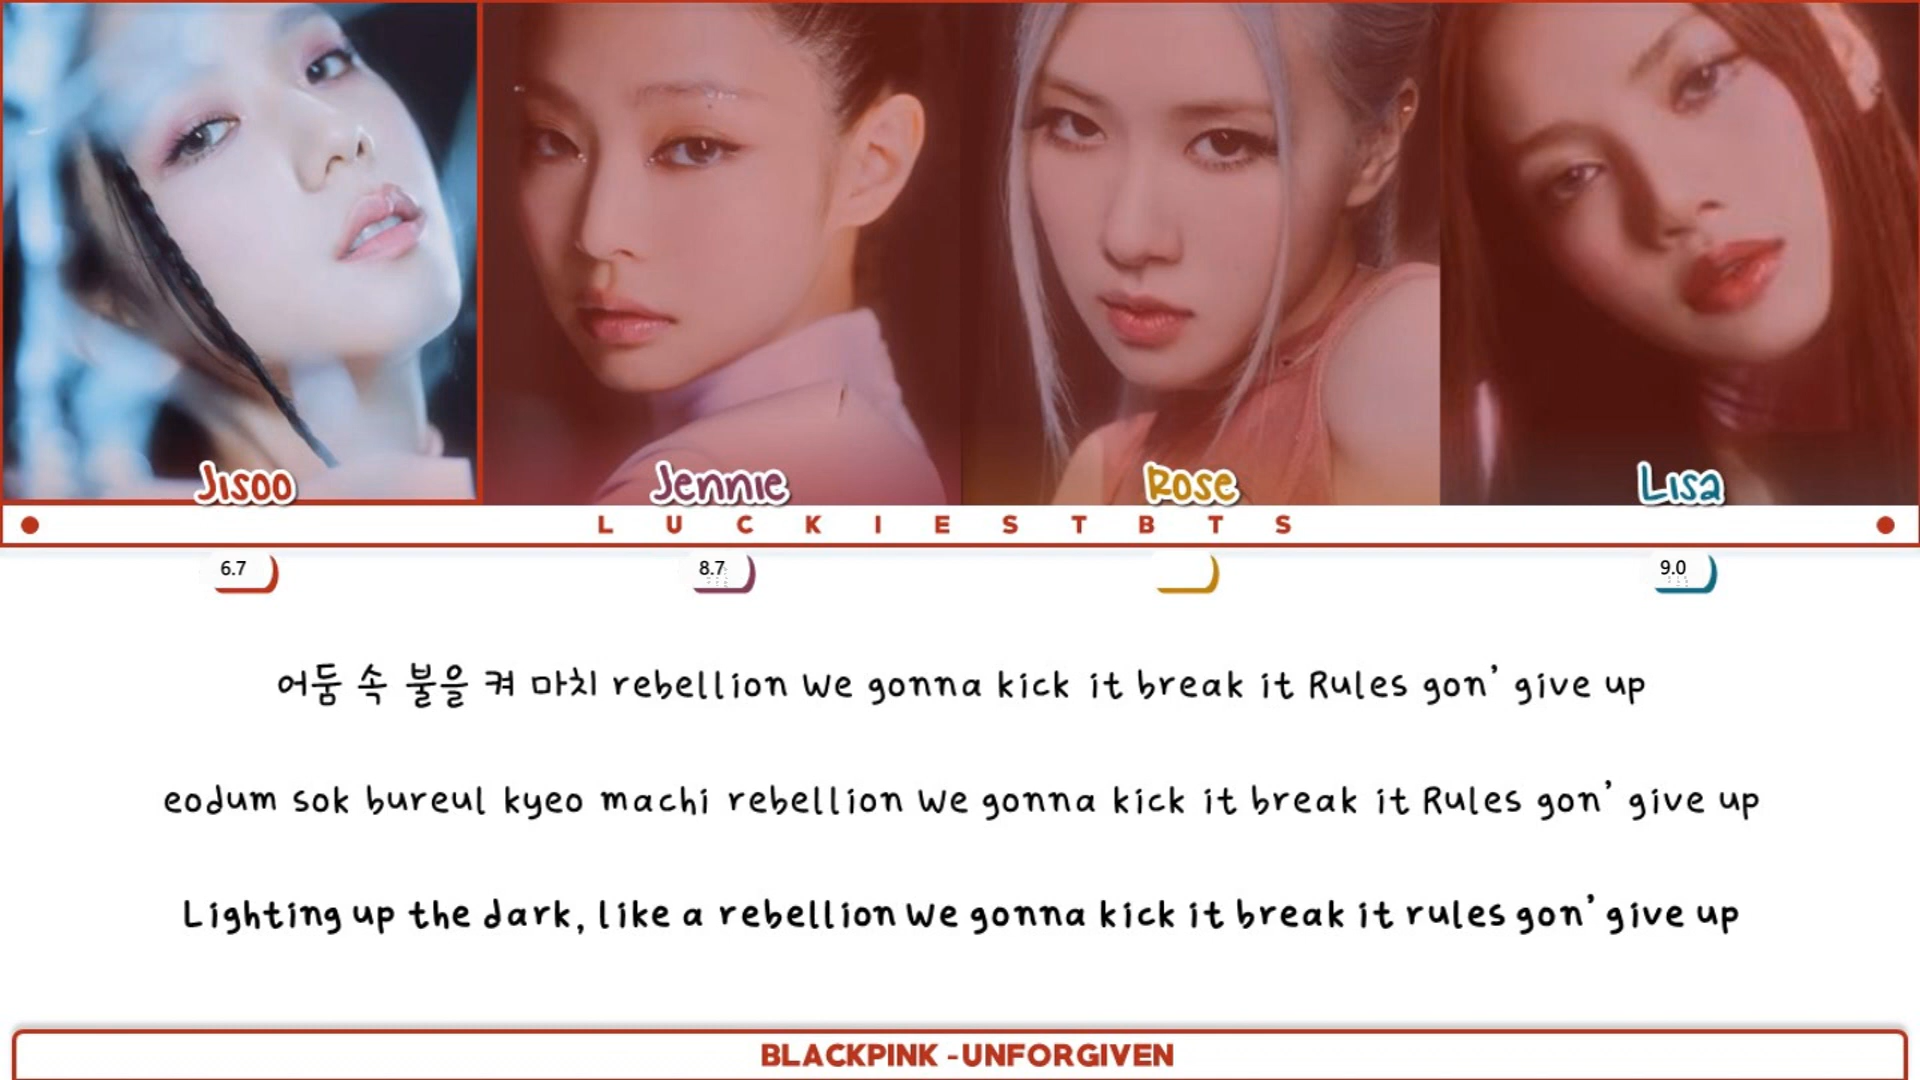 Jisoo Jennie Rose Lisa
LUCKIESTBTS
6.7 8.7 9.0
어둠 속 불을 켜 마치 rebellion We gonna kick it break it Rules gon' give up
eodum sok bureul kyeo machi rebellion We gonna kick it break it Rules gon' give up
Lighting up the dark, like a rebellion We gonna kick it break it rules gon' give up
BLACKPINK -UNFORGIVEN